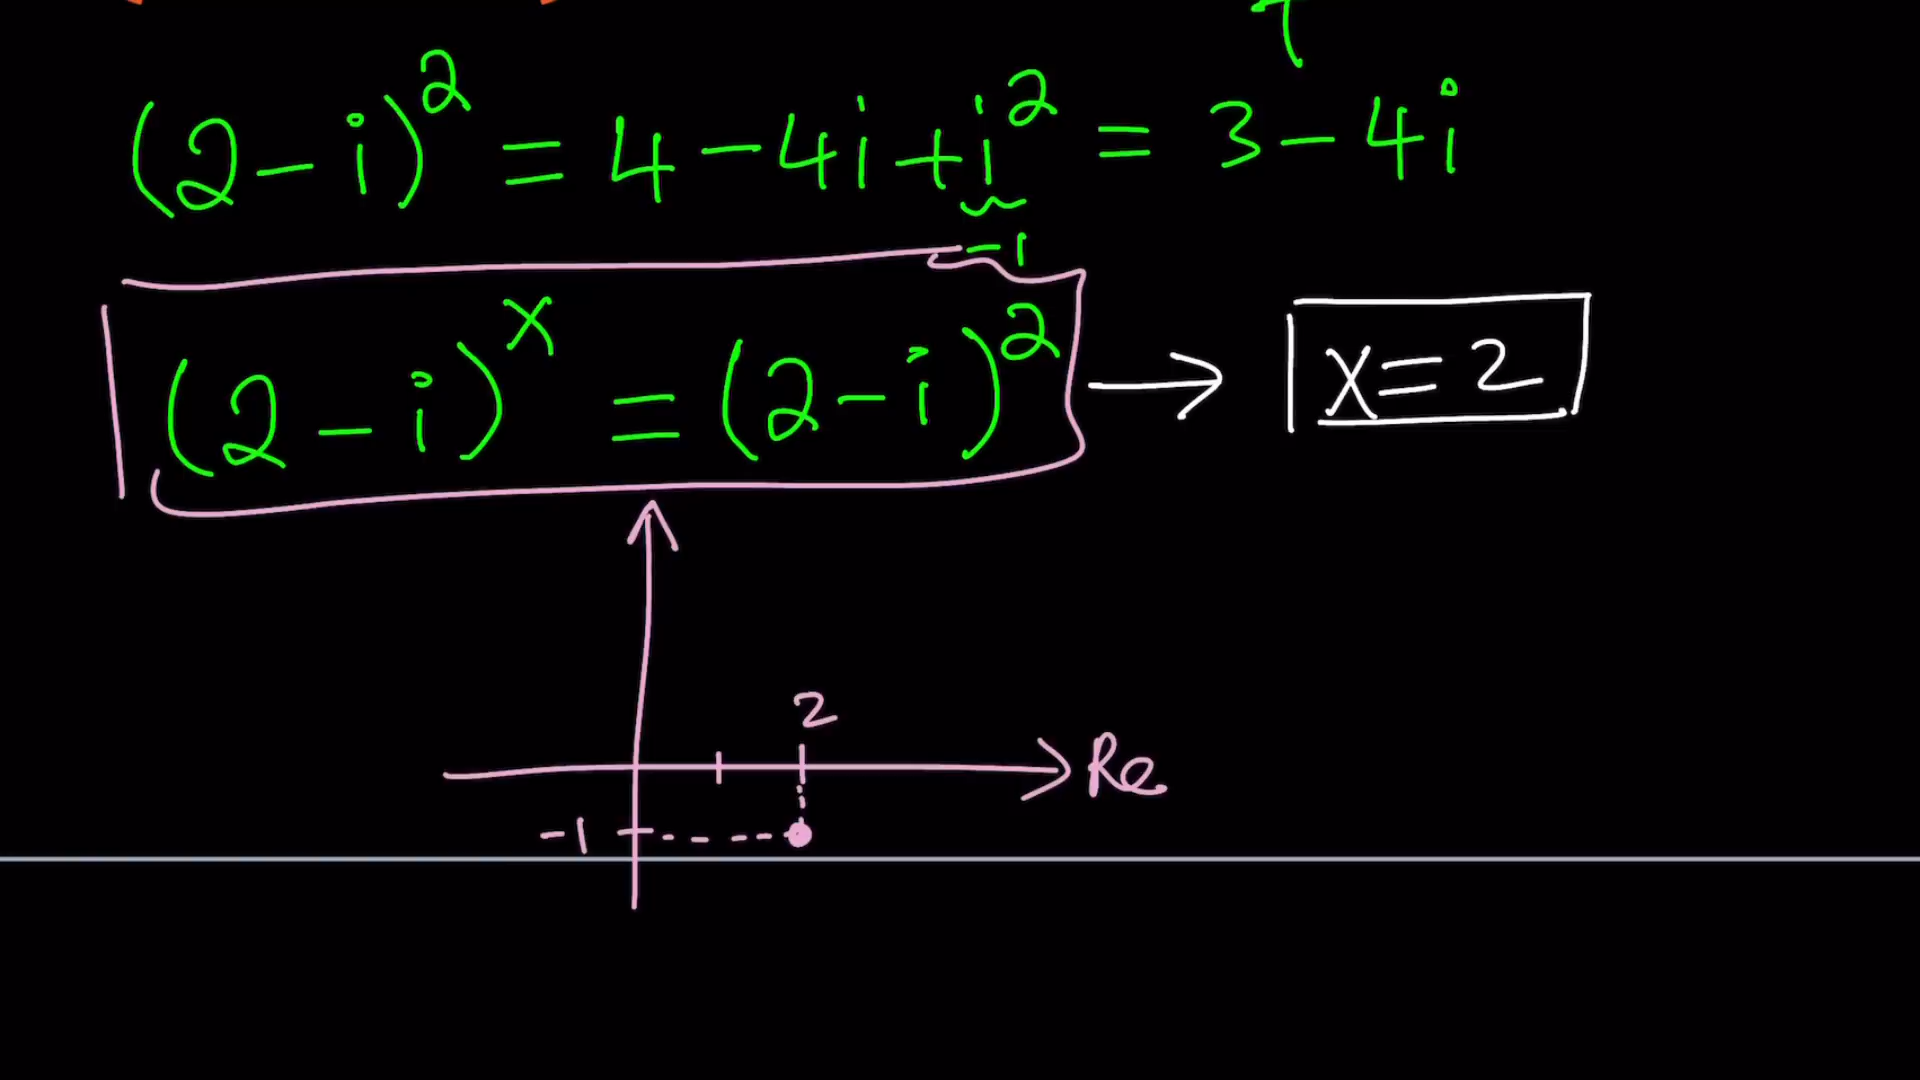 (2-i)² = 4-4i+i² = 3-4i
-1
(2-i)ˣ = (2-i)² → x=2
2
Re
-1